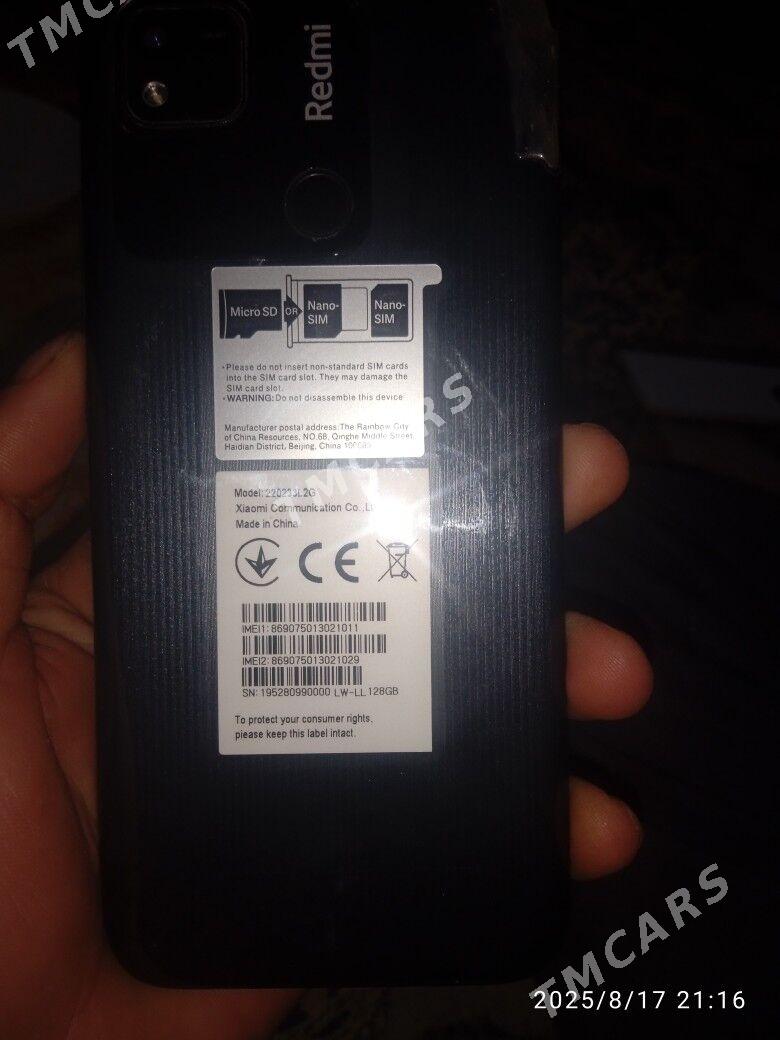 TMCARS
Redmi
Micro SD OR Nano-SIM Nano-SIM
•Please do not insert non-standard SIM cards
into the SIM card slot. They may damage the
SIM card slot.
•WARNING: Do not disassemble this device
Manufacturer postal address: The Rainbow City
of China Resources, NO.68, Qinghe Middle Street,
Haidian District, Beijing, China
TMCARS
Model:
Xiaomi Communication Co.,
Made in China
CE
IMEI1: 869075013021011
IMEI2: 869075013021029
SN: 195280990000 LW-LL 128GB
To protect your consumer rights,
please keep this label intact.
TMCARS
2025/8/17 21:16